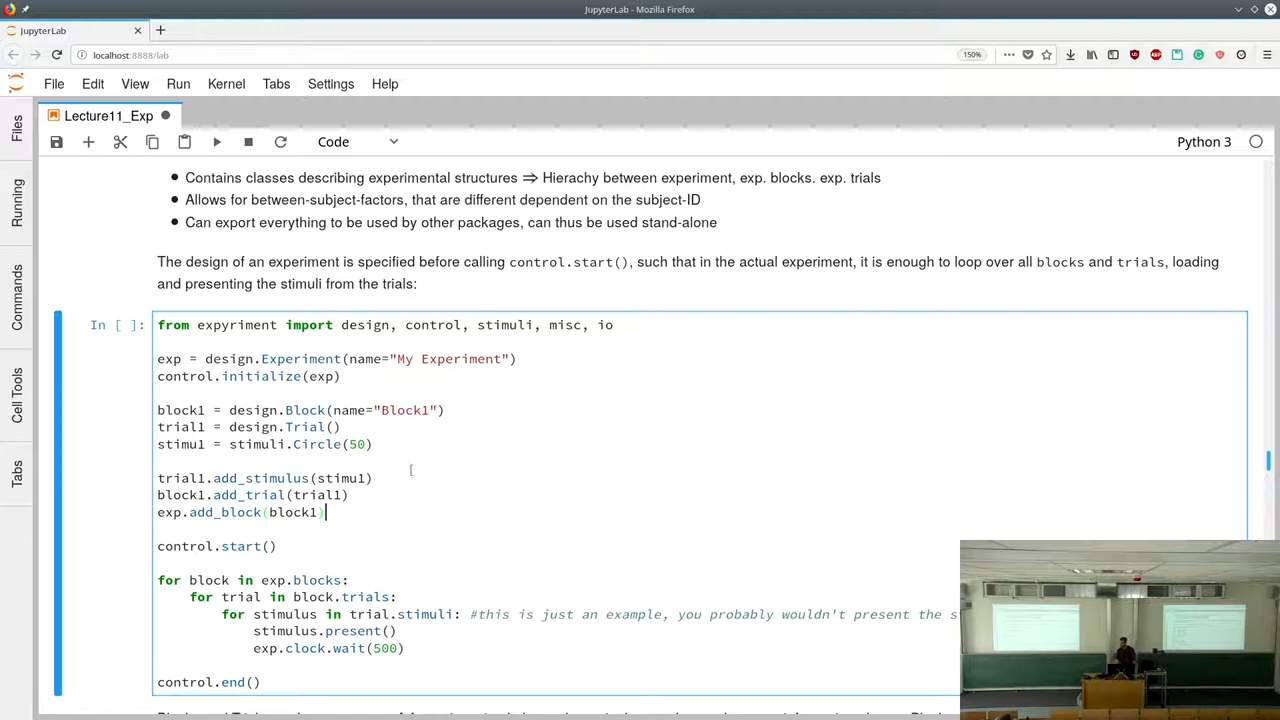 JupyterLab - Mozilla Firefox
JupyterLab
localhost:8888/lab
150%
File Edit View Run Kernel Tabs Settings Help
Lecture11_Exp
Code
Python 3
Files
Running
Commands
Cell Tools
Tabs
Contains classes describing experimental structures ⇒ Hierachy between experiment, exp. blocks. exp. trials
Allows for between-subject-factors, that are different dependent on the subject-ID
Can export everything to be used by other packages, can thus be used stand-alone
The design of an experiment is specified before calling control.start(), such that in the actual experiment, it is enough to loop over all blocks and trials, loading
and presenting the stimuli from the trials:
In [ ]:
from expyriment import design, control, stimuli, misc, io
exp = design.Experiment(name="My Experiment")
control.initialize(exp)
block1 = design.Block(name="Block1")
trial1 = design.Trial()
stimu1 = stimuli.Circle(50)
trial1.add_stimulus(stimu1)
block1.add_trial(trial1)
exp.add_block(block1)
control.start()
for block in exp.blocks:
for trial in block.trials:
for stimulus in trial.stimuli: #this is just an example, you probably wouldn't present the s
stimulus.present()
exp.clock.wait(500)
control.end()